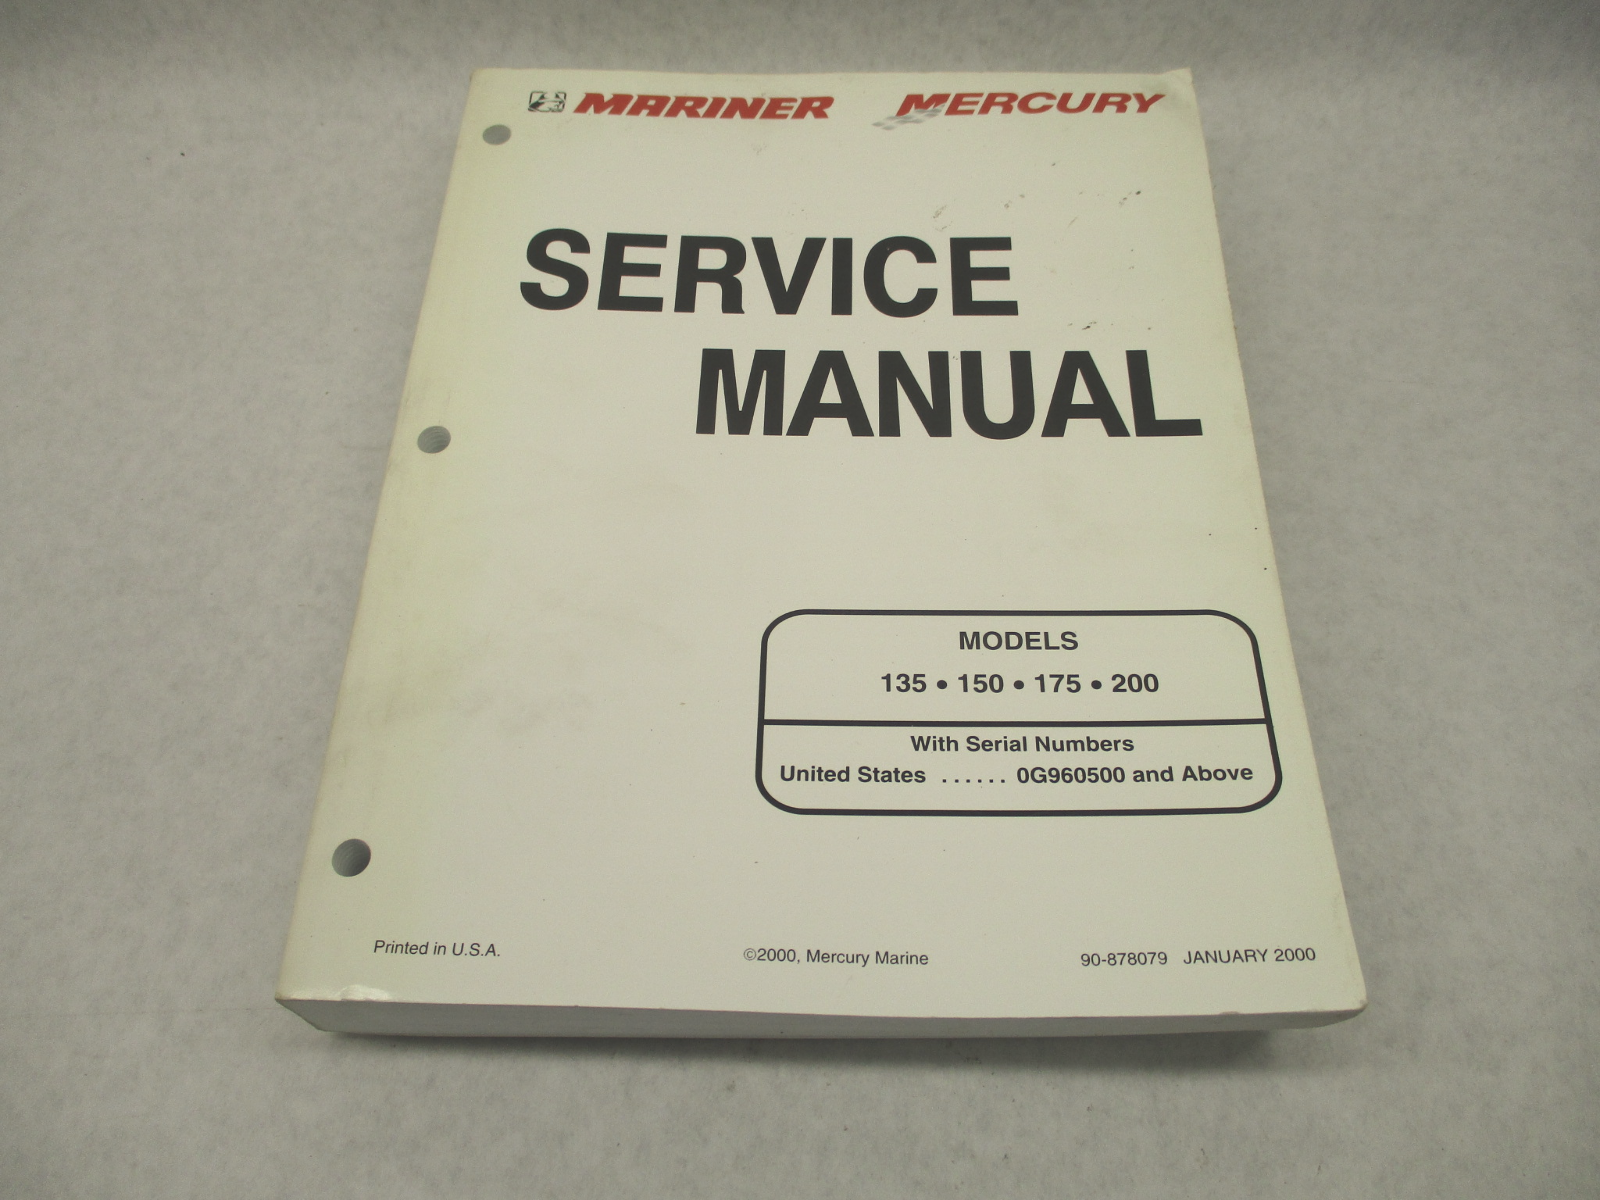 MARINER MERCURY
SERVICE
MANUAL
MODELS
135 • 150 • 175 • 200
With Serial Numbers
United States ...... 0G960500 and Above
Printed in U.S.A. ©2000, Mercury Marine 90-878079 JANUARY 2000